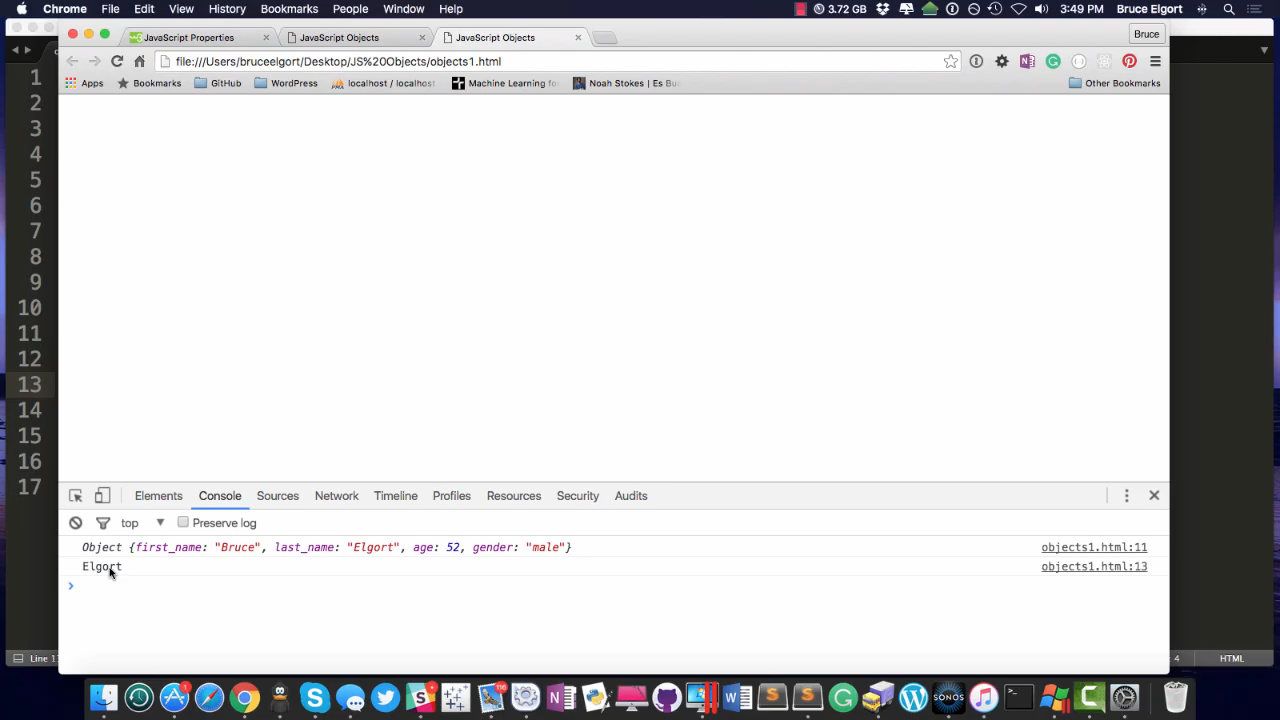 Chrome File Edit View History Bookmarks People Window Help 3.72 GB 3:49 PM Bruce Elgort
JavaScript Properties JavaScript Objects JavaScript Objects Bruce
file:///Users/bruceelgort/Desktop/JS%20Objects/objects1.html
Apps Bookmarks GitHub WordPress localhost / localhost Machine Learning for Noah Stokes | Es Bu Other Bookmarks
1
2
3
4
5
6
7
8
9
10
11
12
13
14
15
16
17
Elements Console Sources Network Timeline Profiles Resources Security Audits
top Preserve log
Object {first_name: "Bruce", last_name: "Elgort", age: 52, gender: "male"} objects1.html:11
Elgort objects1.html:13
>
Line 1 4 HTML